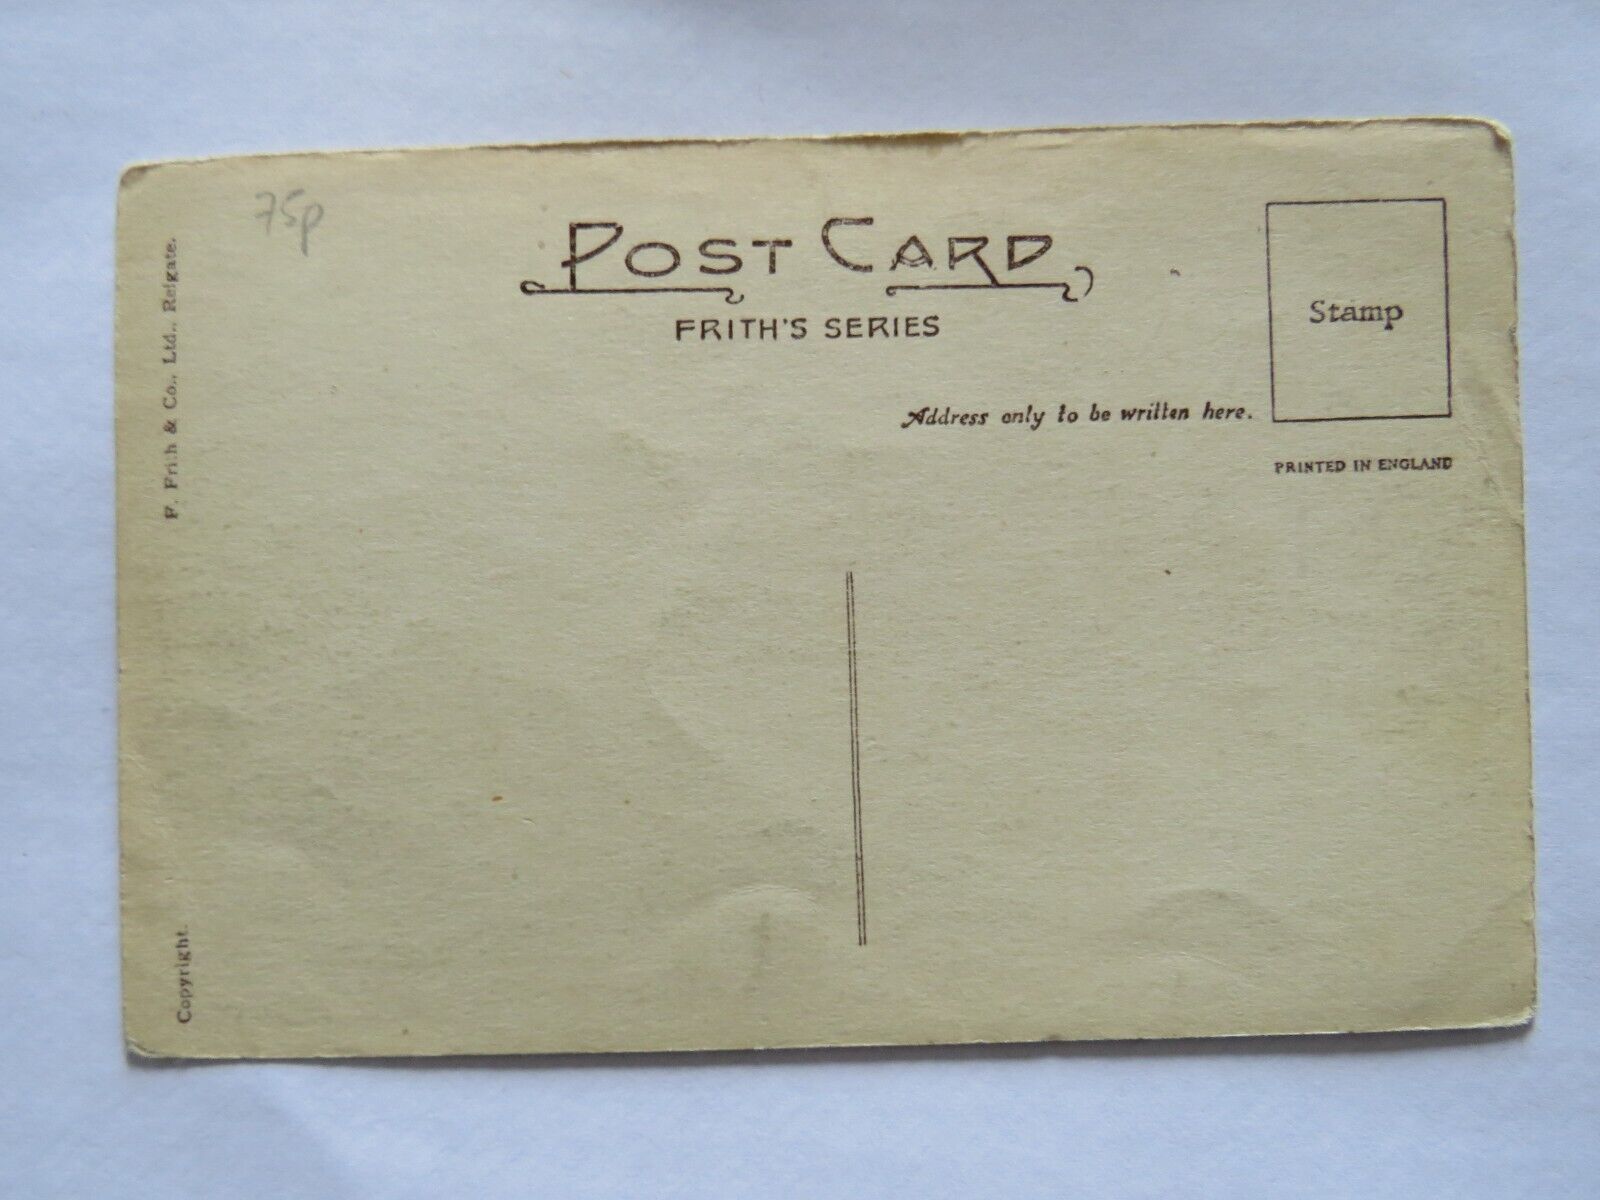 75p
POST CARD
FRITH'S SERIES
Stamp
Address only to be written here.
PRINTED IN ENGLAND
F. Frith & Co., Ltd., Reigate.
Copyright.